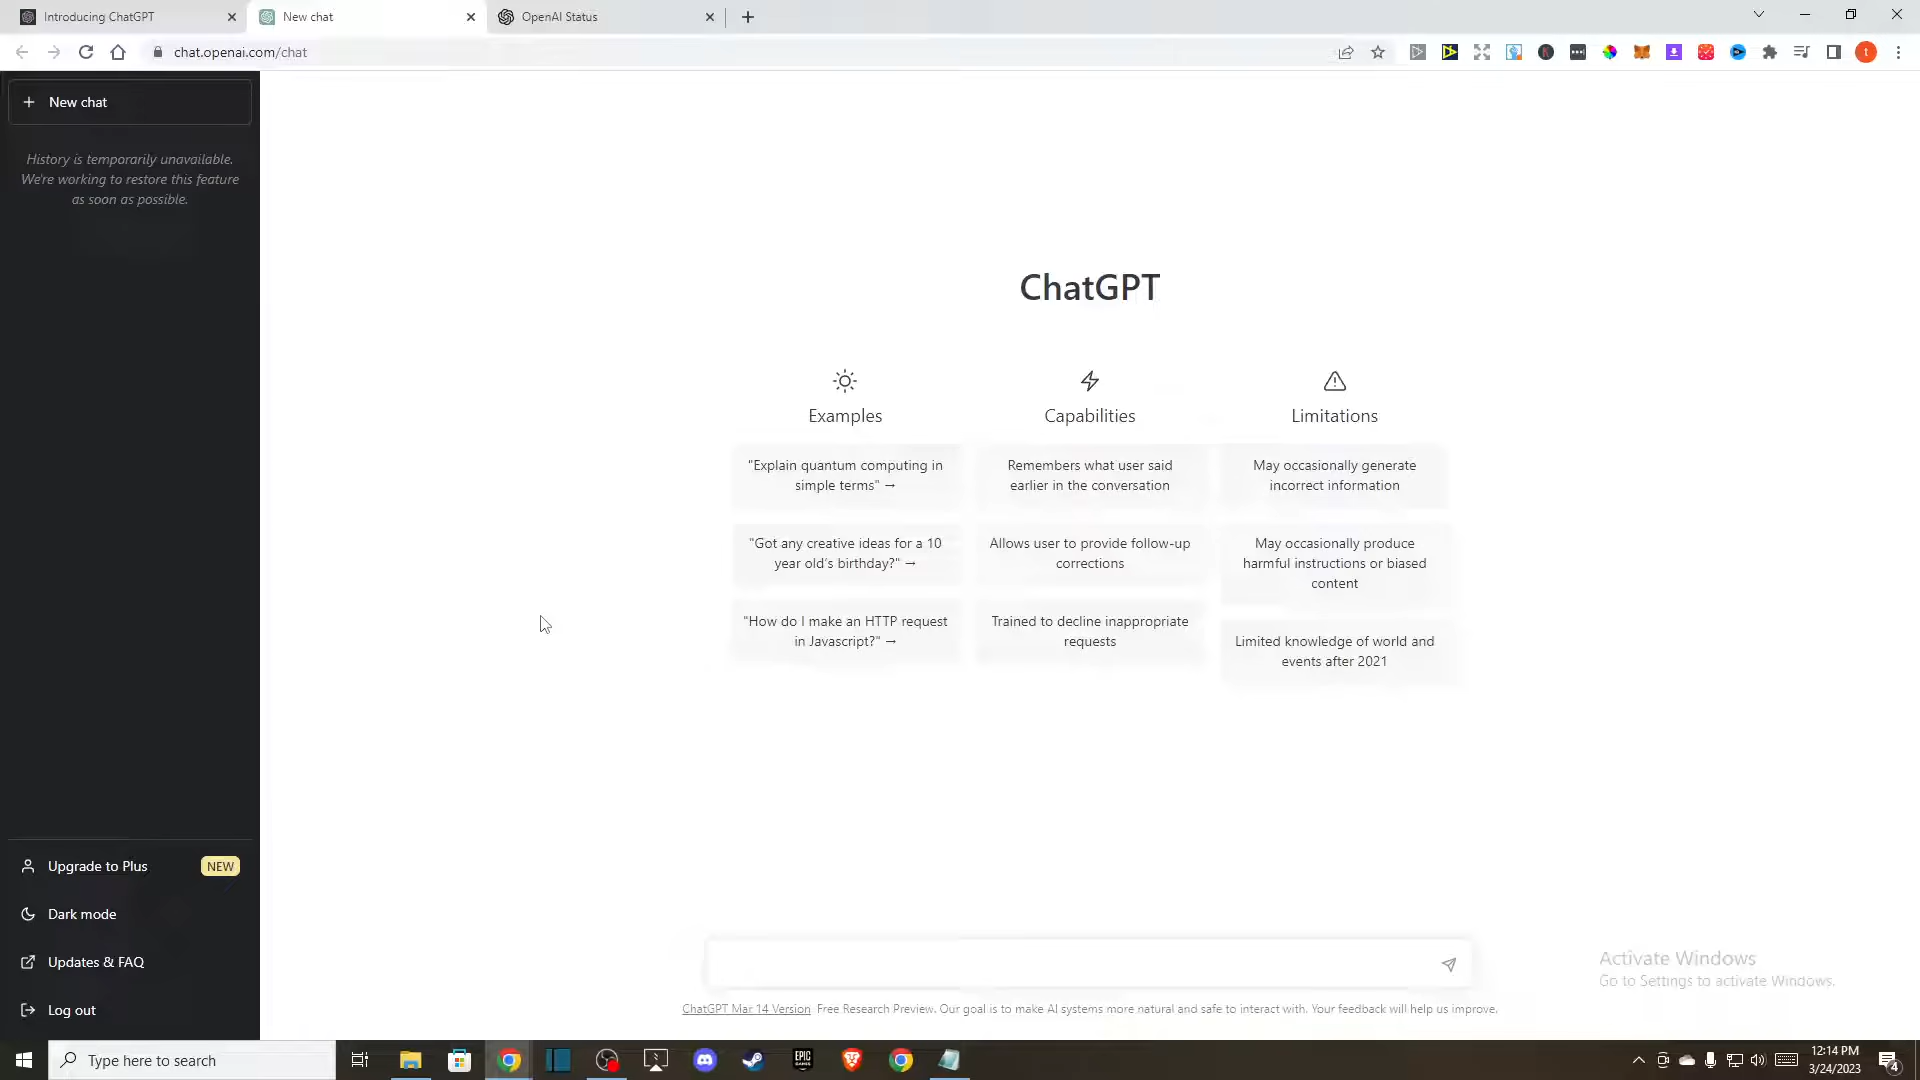 Introducing ChatGPT
New chat
OpenAI Status
chat.openai.com/chat
t
New chat
History is temporarily unavailable.
We're working to restore this feature
as soon as possible.
ChatGPT
Examples
Capabilities
Limitations
"Explain quantum computing in
simple terms" →
Remembers what user said
earlier in the conversation
May occasionally generate
incorrect information
"Got any creative ideas for a 10
year old's birthday?" →
Allows user to provide follow-up
corrections
May occasionally produce
harmful instructions or biased
content
"How do I make an HTTP request
in Javascript?" →
Trained to decline inappropriate
requests
Limited knowledge of world and
events after 2021
Upgrade to Plus
NEW
Dark mode
Updates & FAQ
Log out
Activate Windows
Go to Settings to activate Windows.
ChatGPT Mar 14 Version. Free Research Preview. Our goal is to make AI systems more natural and safe to interact with. Your feedback will help us improve.
Type here to search
EPIC
GAMES
12:14 PM
3/24/2023
4